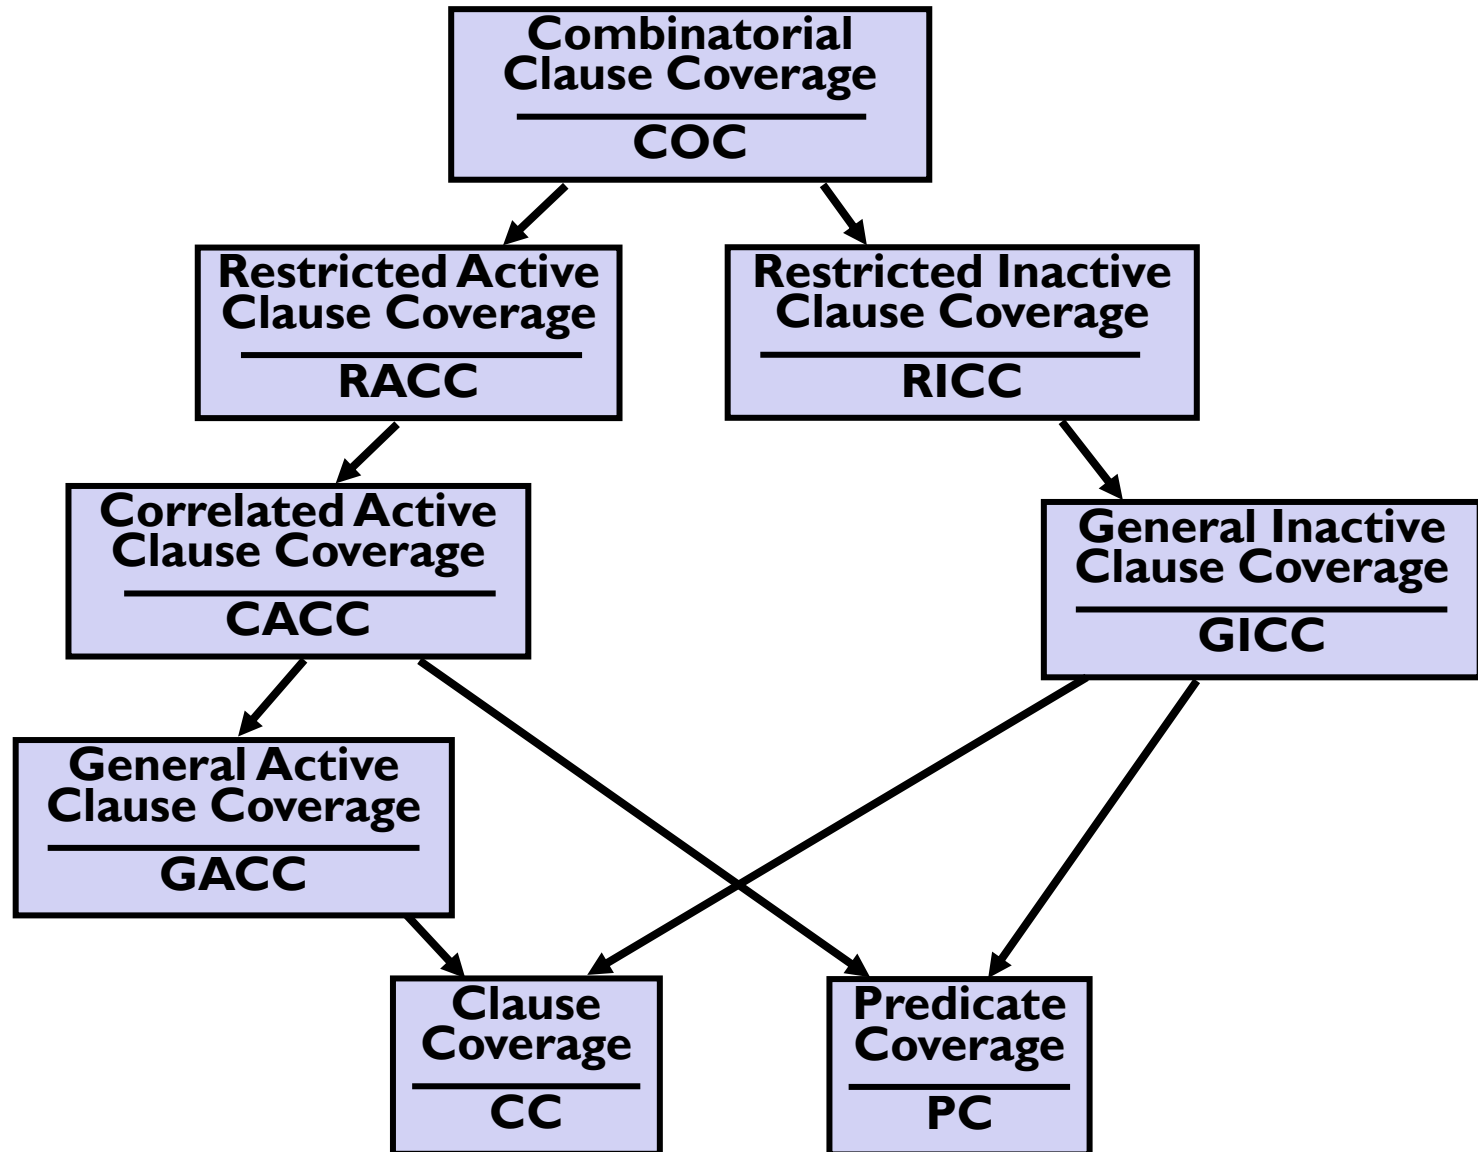 Combinatorial
Clause Coverage
COC
Restricted Active
Clause Coverage
RACC
Restricted Inactive
Clause Coverage
RICC
Correlated Active
Clause Coverage
CACC
General Inactive
Clause Coverage
GICC
General Active
Clause Coverage
GACC
Clause
Coverage
CC
Predicate
Coverage
PC